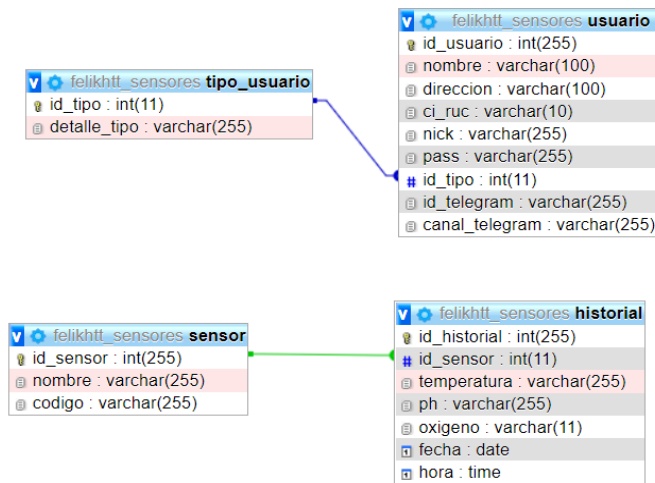 felikhtt_sensores tipo_usuario
id_tipo : int(11)
detalle_tipo : varchar(255)
felikhtt_sensores usuario
id_usuario : int(255)
nombre : varchar(100)
direccion : varchar(100)
ci_ruc : varchar(10)
nick : varchar(255)
pass : varchar(255)
# id_tipo : int(11)
id_telegram : varchar(255)
canal_telegram : varchar(255)
felikhtt_sensores sensor
id_sensor : int(255)
nombre : varchar(255)
codigo : varchar(255)
felikhtt_sensores historial
id_historial : int(255)
# id_sensor : int(11)
temperatura : varchar(255)
ph : varchar(255)
oxigeno : varchar(11)
fecha : date
hora : time